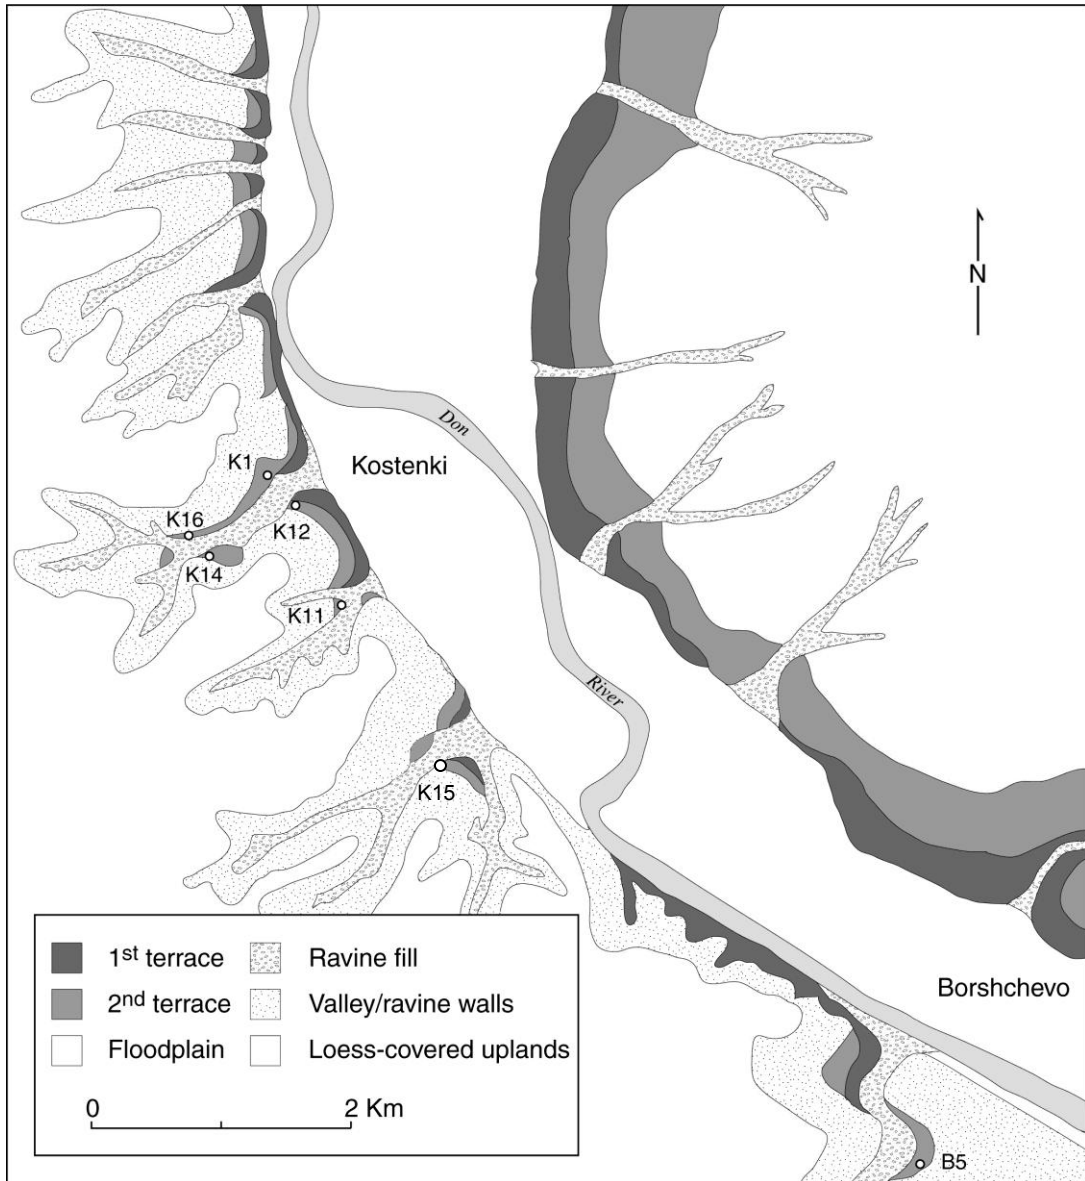 N
Don
Kostenki
K1
K16
K12
K14
K11
River
K15
1st terrace
Ravine fill
2nd terrace
Valley/ravine walls
Floodplain
Loess-covered uplands
0
2 Km
Borshchevo
B5